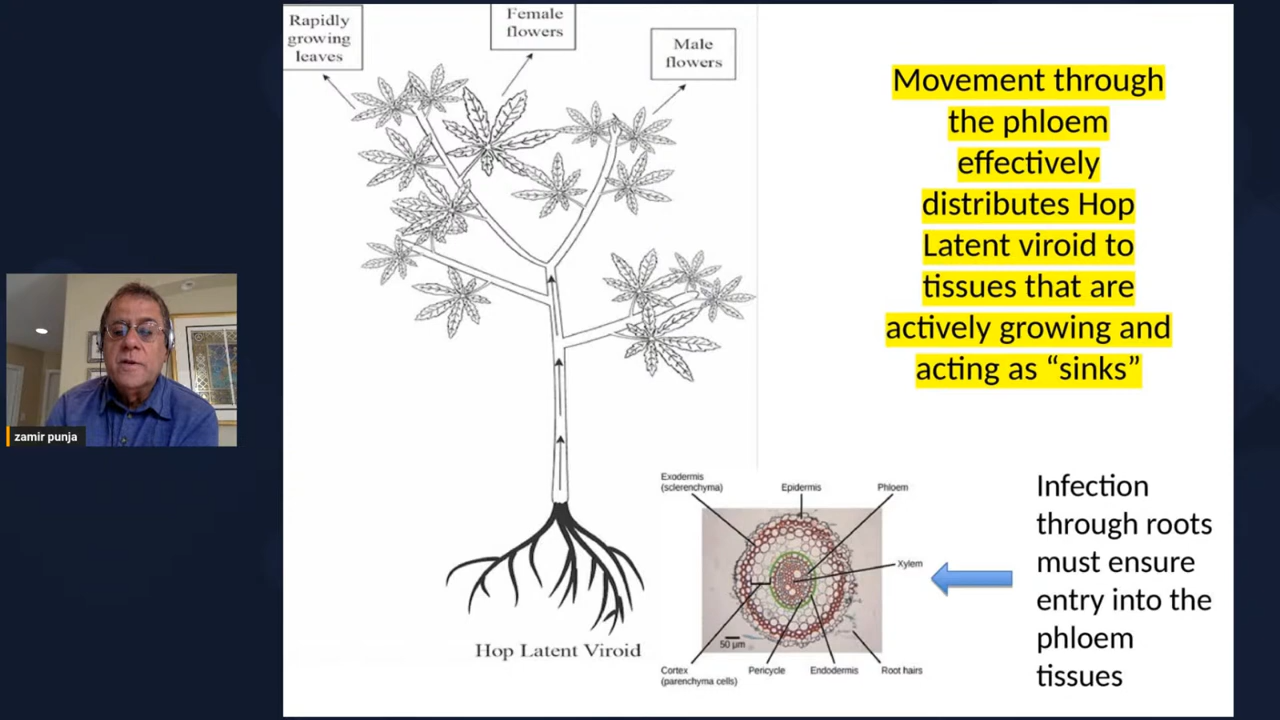 Rapidly
growing
leaves
Female
flowers
Male
flowers
Movement through
the phloem
effectively
distributes Hop
Latent viroid to
tissues that are
actively growing and
acting as “sinks”
zamir punja
Exodermis
(sclerenchyma)
Epidermis
Phloem
Xylem
50 µm
Cortex
(parenchyma cells)
Pericycle
Endodermis
Root hairs
Hop Latent Viroid
Infection
through roots
must ensure
entry into the
phloem
tissues